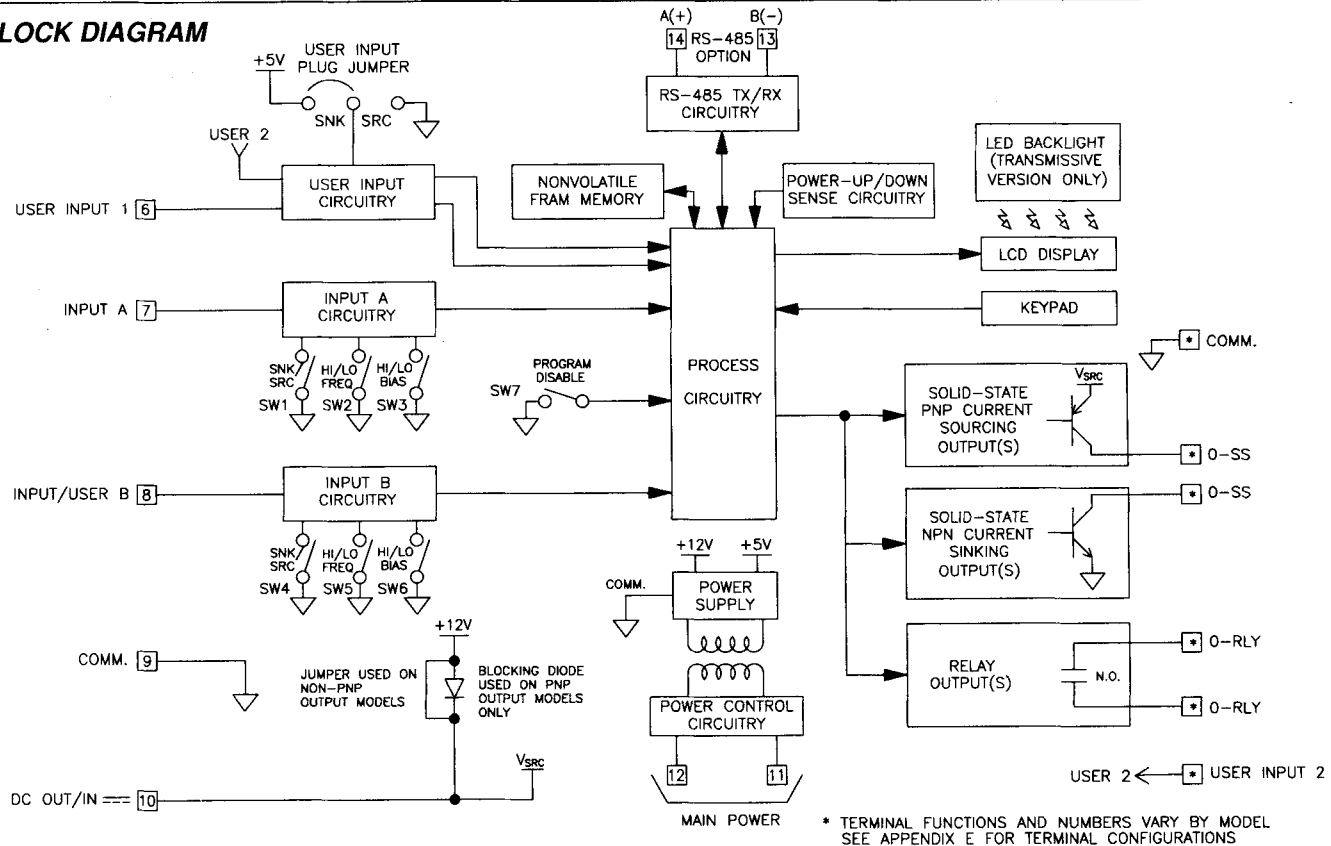 LOCK DIAGRAM
A(+)
B(-)
14
RS-485
13
OPTION
+5V
USER INPUT
PLUG JUMPER
SNK
SRC
RS-485 TX/RX
CIRCUITRY
USER 2
USER INPUT
CIRCUITRY
NONVOLATILE
FRAM MEMORY
POWER-UP/DOWN
SENSE CIRCUITRY
LED BACKLIGHT
(TRANSMISSIVE
VERSION ONLY)
USER INPUT 1
6
LCD DISPLAY
INPUT A
7
INPUT A
CIRCUITRY
KEYPAD
SNK
SRC
SW1
HI/LO
FREQ
SW2
HI/LO
BIAS
SW3
PROGRAM
DISABLE
SW7
PROCESS
CIRCUITRY
* COMM.
SOLID-STATE
PNP CURRENT
SOURCING
OUTPUT(S)
VSRC
* O-SS
INPUT/USER B
8
INPUT B
CIRCUITRY
* O-SS
SOLID-STATE
NPN CURRENT
SINKING
OUTPUT(S)
SNK
SRC
SW4
HI/LO
FREQ
SW5
HI/LO
BIAS
SW6
+12V
+5V
COMM.
POWER
SUPPLY
COMM.
9
+12V
JUMPER USED ON
NON-PNP
OUTPUT MODELS
BLOCKING DIODE
USED ON PNP
OUTPUT MODELS
ONLY
POWER CONTROL
CIRCUITRY
RELAY
OUTPUT(S)
N.O.
* O-RLY
* O-RLY
DC OUT/IN
10
VSRC
12
11
MAIN POWER
USER 2
* USER INPUT 2
* TERMINAL FUNCTIONS AND NUMBERS VARY BY MODEL
SEE APPENDIX E FOR TERMINAL CONFIGURATIONS